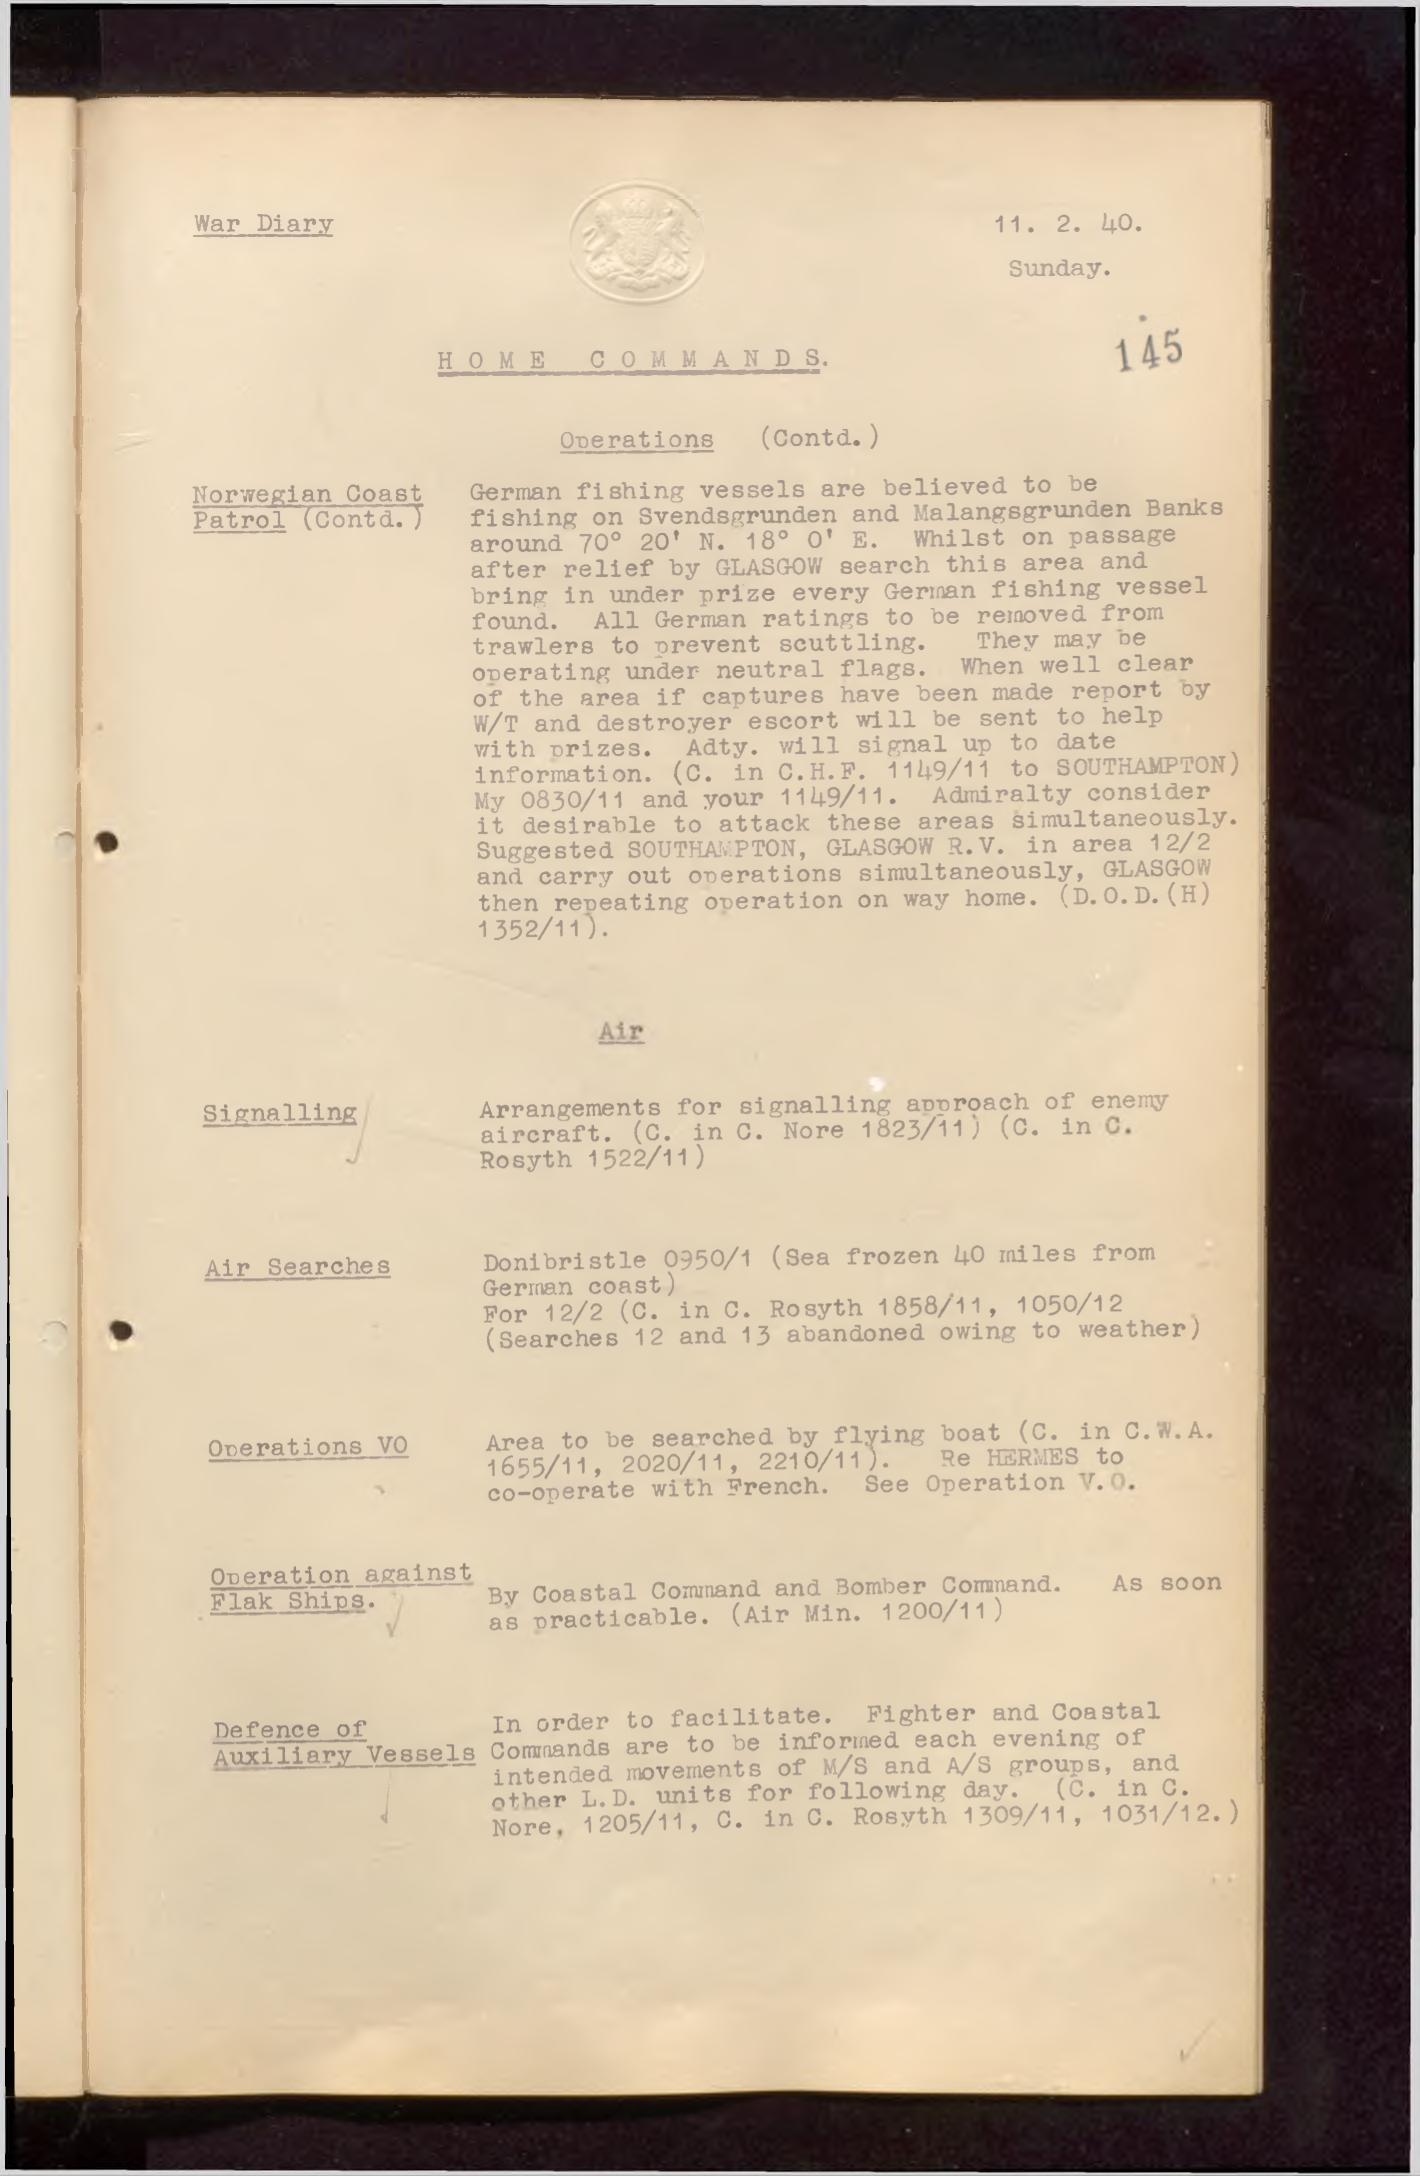 War Diary
11. 2. 40.
Sunday.
145
HOME COMMANDS.
Operations (Contd.)
Norwegian Coast
Patrol (Contd.)
German fishing vessels are believed to be
fishing on Svendsgrunden and Malangsgrunden Banks
around 70° 20' N. 18° 0' E. Whilst on passage
after relief by GLASGOW search this area and
bring in under prize every German fishing vessel
found. All German ratings to be removed from
trawlers to prevent scuttling. They may be
operating under neutral flags. When well clear
of the area if captures have been made report by
W/T and destroyer escort will be sent to help
with prizes. Adty. will signal up to date
information. (C. in C.H.F. 1149/11 to SOUTHAMPTON)
My 0830/11 and your 1149/11. Admiralty consider
it desirable to attack these areas simultaneously.
Suggested SOUTHAMPTON, GLASGOW R.V. in area 12/2
and carry out operations simultaneously, GLASGOW
then repeating operation on way home. (D.O.D.(H)
1352/11).
Air
Signalling
Arrangements for signalling approach of enemy
aircraft. (C. in C. Nore 1823/11) (C. in C.
Rosyth 1522/11)
Air Searches
Donibristle 0950/1 (Sea frozen 40 miles from
German coast)
For 12/2 (C. in C. Rosyth 1858/11, 1050/12
(Searches 12 and 13 abandoned owing to weather)
Operations VO
Area to be searched by flying boat (C. in C.W.A.
1655/11, 2020/11, 2210/11). Re HERMES to
co-operate with French. See Operation V.O.
Operation against
Flak Ships.
By Coastal Command and Bomber Command. As soon
as practicable. (Air Min. 1200/11)
Defence of
Auxiliary Vessels
In order to facilitate. Fighter and Coastal
Commands are to be informed each evening of
intended movements of M/S and A/S groups, and
other L.D. units for following day. (C. in C.
Nore, 1205/11, C. in C. Rosyth 1309/11, 1031/12.)